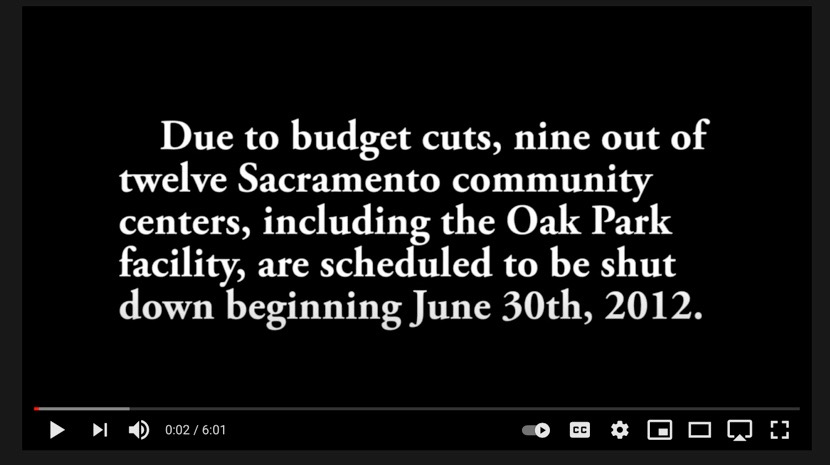 Due to budget cuts, nine out of
twelve Sacramento community
centers, including the Oak Park
facility, are scheduled to be shut
down beginning June 30th, 2012.
0:02 / 6:01
CC